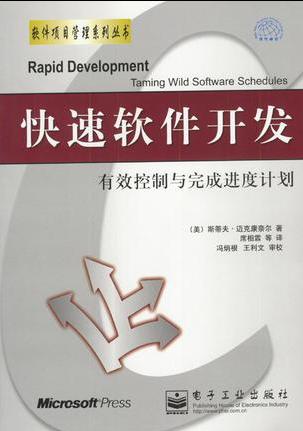 软件项目管理系列丛书
Rapid Development
Taming Wild Software Schedules
快速软件开发
有效控制与完成进度计划
（美）斯蒂夫·迈克康奈尔 著
席相霖 等 译
冯炳根 王利文 审校
Microsoft Press
电子工业出版社
Publishing House of Electronics Industry